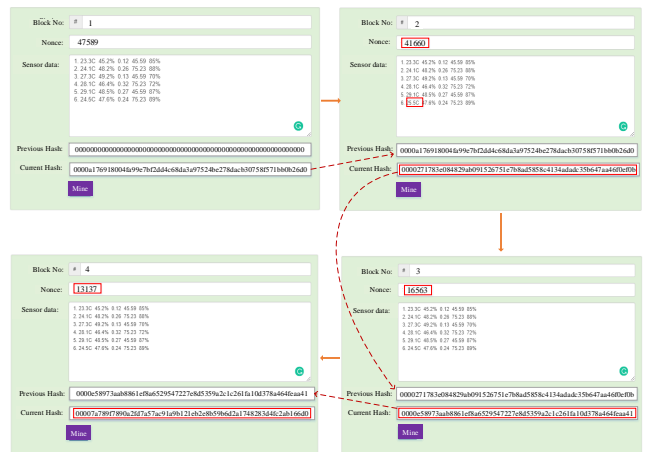 Block No: # 1
Nonce: 47589
Sensor data:
1. 23.3C 45.2% 0.12 45.59 85%
2. 24.1C 48.2% 0.26 75.23 88%
3. 27.3C 49.2% 0.13 45.59 70%
4. 28.1C 46.4% 0.32 75.23 72%
5. 29.1C 48.5% 0.27 45.59 87%
6. 24.5C 47.6% 0.24 75.23 89%
Previous Hash:
Current Hash: 0000a176918004fa99e7bf2dd4c68da3a97524be278dacb30758f571bb0b26d0
Mine
Block No: # 2
Nonce: 41660
Sensor data:
1. 23.3C 45.2% 0.12 45.59 85%
2. 24.1C 48.2% 0.26 75.23 88%
3. 27.3C 49.2% 0.13 45.59 70%
4. 28.1C 46.4% 0.32 75.23 72%
5. 29.1C 48.5% 0.27 45.59 87%
6. 25.5C 47.6% 0.24 75.23 89%
Previous Hash: 0000a176918004fa99e7bf2dd4c68da3a97524be278dacb30758f571bb0b26d0
Current Hash: 0000271783e084829ab091526751e7b8ad5858c4134adadc35b647aa46f0ef0b
Mine
Block No: # 4
Nonce: 13137
Sensor data:
1. 23.3C 45.2% 0.12 45.59 85%
2. 24.1C 48.2% 0.26 75.23 88%
3. 27.3C 49.2% 0.13 45.59 70%
4. 28.1C 46.4% 0.32 75.23 72%
5. 29.1C 48.5% 0.27 45.59 87%
6. 24.5C 47.6% 0.24 75.23 89%
Previous Hash: 0000e58973aab8861ef8a6529547227e8d5359a2c1c261fa10d378a464feaa41
Current Hash: 00007a789f7890a2fd7a57ac91a9b121eb2e8b59b6d2a1748283d4fc2ab166d0
Mine
Block No: # 3
Nonce: 16563
Sensor data:
1. 23.3C 45.2% 0.12 45.59 85%
2. 24.1C 48.2% 0.26 75.23 88%
3. 27.3C 49.2% 0.13 45.59 70%
4. 28.1C 46.4% 0.32 75.23 72%
5. 29.1C 48.5% 0.27 45.59 87%
6. 24.5C 47.6% 0.24 75.23 89%
Previous Hash: 0000271783e084829ab091526751e7b8ad5858c4134adadc35b647aa46f0ef0b
Current Hash: 0000e58973aab8861ef8a6529547227e8d5359a2c1c261fa10d378a464feaa41
Mine